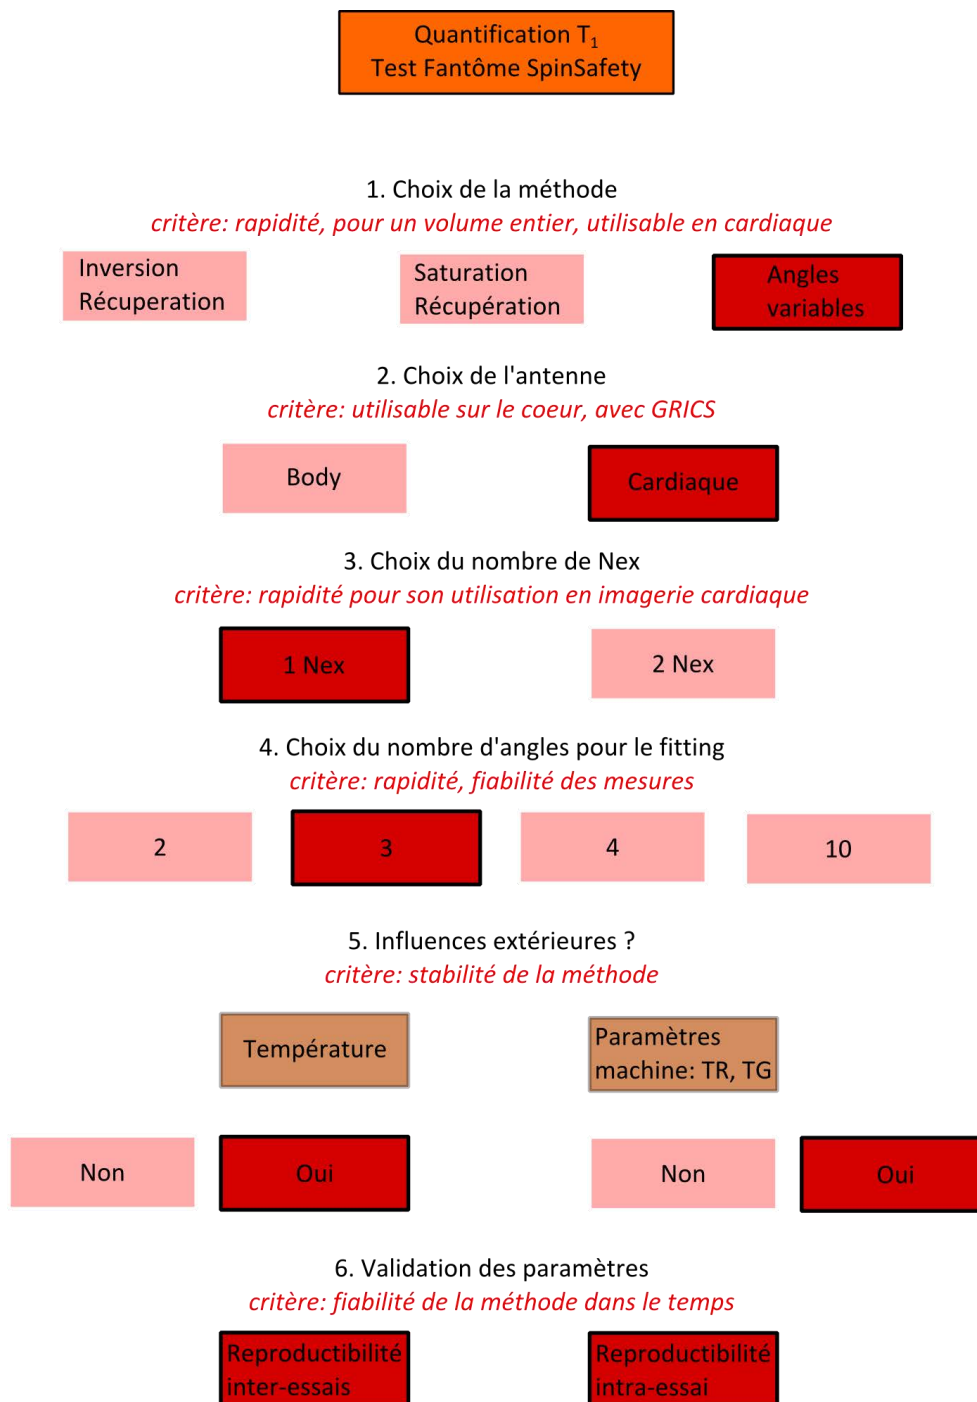 Quantification T₁
Test Fantôme SpinSafety
1. Choix de la méthode
critère: rapidité, pour un volume entier, utilisable en cardiaque
Inversion
Récuperation
Saturation
Récupération
Angles
variables
2. Choix de l'antenne
critère: utilisable sur le coeur, avec GRICS
Body
Cardiaque
3. Choix du nombre de Nex
critère: rapidité pour son utilisation en imagerie cardiaque
1 Nex
2 Nex
4. Choix du nombre d'angles pour le fitting
critère: rapidité, fiabilité des mesures
2
3
4
10
5. Influences extérieures ?
critère: stabilité de la méthode
Température
Paramètres
machine: TR, TG
Non
Oui
Non
Oui
6. Validation des paramètres
critère: fiabilité de la méthode dans le temps
Reproductibilité
inter-essais
Reproductibilité
intra-essai